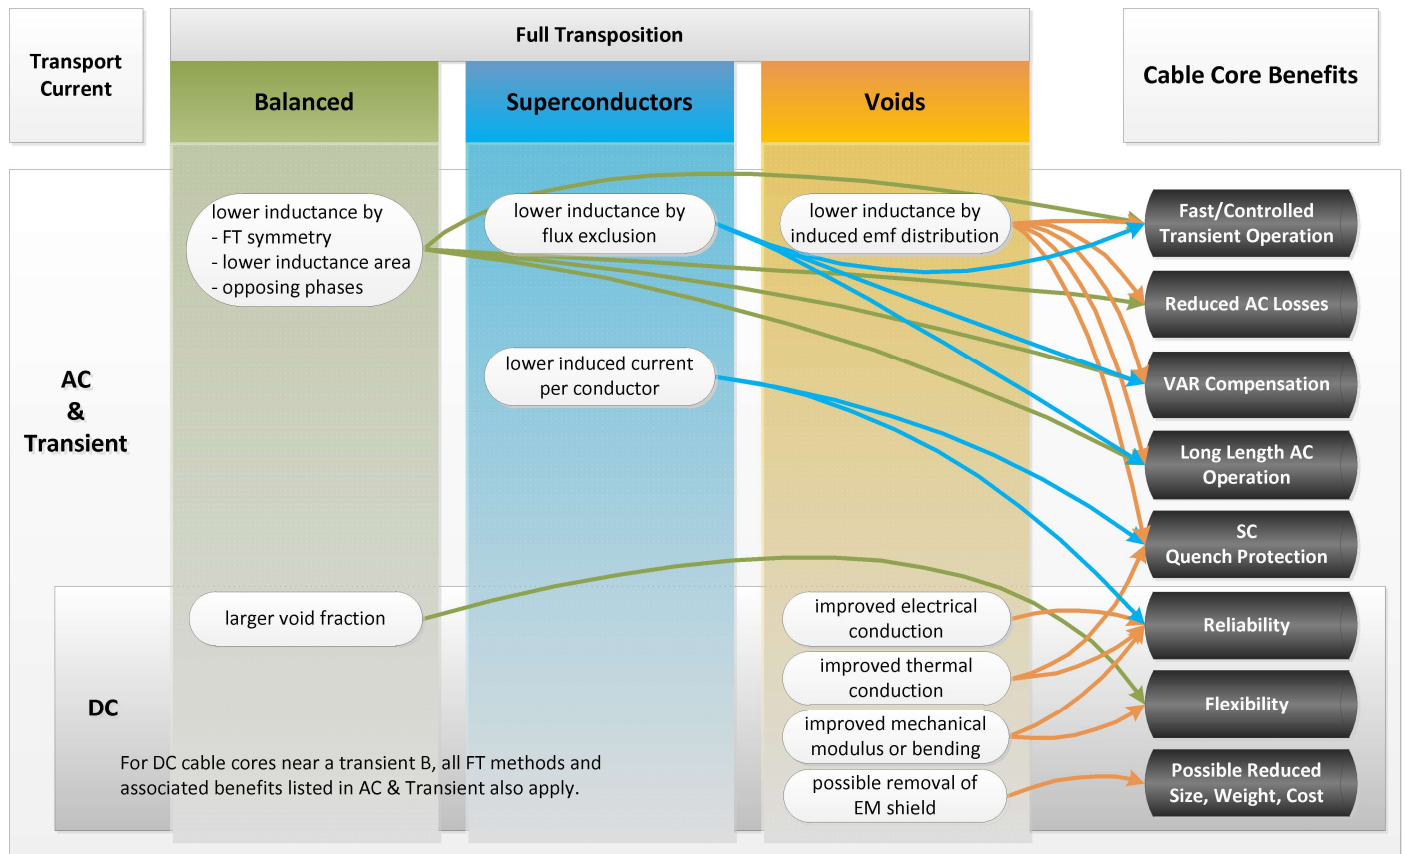 Transport
Current
Full Transposition
Balanced
Superconductors
Voids
Cable Core Benefits
AC
&
Transient
lower inductance by
- FT symmetry
- lower inductance area
- opposing phases
lower inductance by
flux exclusion
lower inductance by
induced emf distribution
lower induced current
per conductor
Fast/Controlled
Transient Operation
Reduced AC Losses
VAR Compensation
Long Length AC
Operation
SC
Quench Protection
DC
larger void fraction
improved electrical
conduction
improved thermal
conduction
improved mechanical
modulus or bending
possible removal of
EM shield
Reliability
Flexibility
Possible Reduced
Size, Weight, Cost
For DC cable cores near a transient B, all FT methods and
associated benefits listed in AC & Transient also apply.